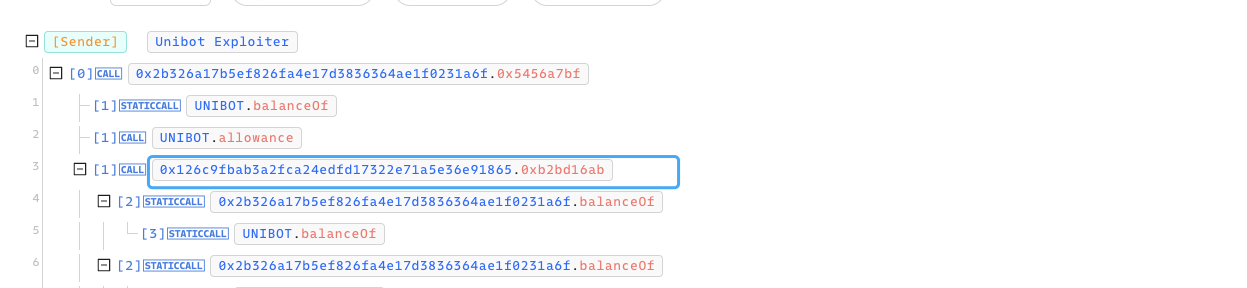 [Sender] Unibot Exploiter
0 [0] CALL 0x2b326a17b5ef826fa4e17d3836364ae1f0231a6f.0x5456a7bf
1 [1] STATICCALL UNIBOT.balanceOf
2 [1] CALL UNIBOT.allowance
3 [1] CALL 0x126c9fbab3a2fca24edfd17322e71a5e36e91865.0xb2bd16ab
4 [2] STATICCALL 0x2b326a17b5ef826fa4e17d3836364ae1f0231a6f.balanceOf
5 [3] STATICCALL UNIBOT.balanceOf
6 [2] STATICCALL 0x2b326a17b5ef826fa4e17d3836364ae1f0231a6f.balanceOf